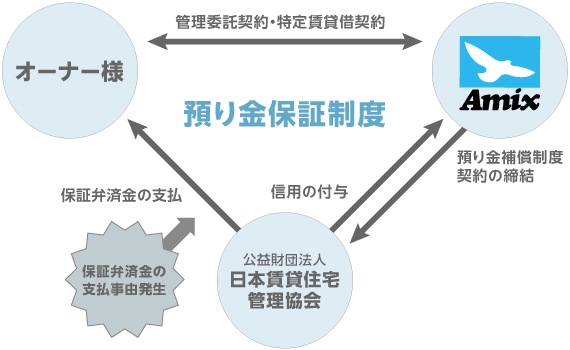 管理委託契約・特定賃貸借契約
オーナー様
Amix
預り金保証制度
預り金補償制度
契約の締結
保証弁済金の支払
信用の付与
保証弁済金の
支払事由発生
公益財団法人
日本賃貸住宅
管理協会